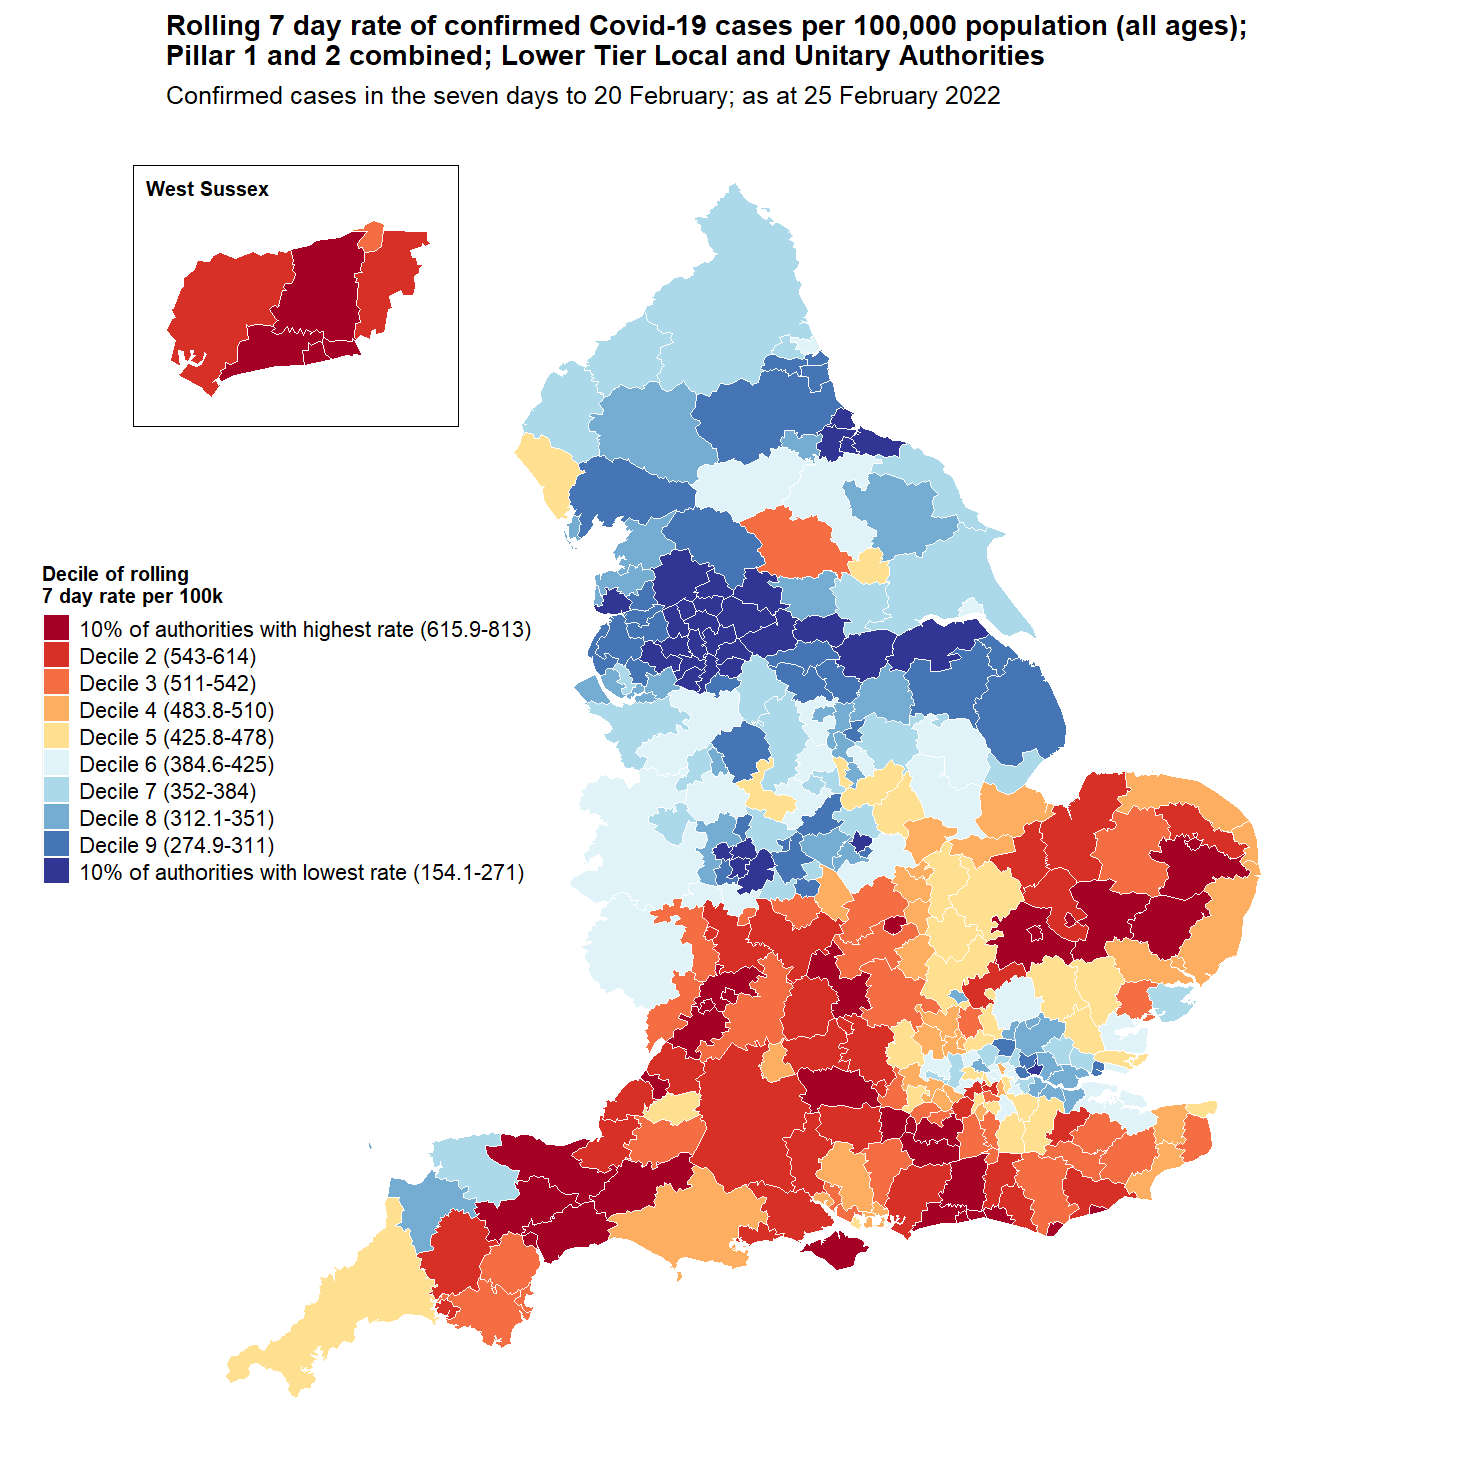 Rolling 7 day rate of confirmed Covid-19 cases per 100,000 population (all ages);
Pillar 1 and 2 combined; Lower Tier Local and Unitary Authorities
Confirmed cases in the seven days to 20 February; as at 25 February 2022
West Sussex
Decile of rolling
7 day rate per 100k
10% of authorities with highest rate (615.9-813)
Decile 2 (543-614)
Decile 3 (511-542)
Decile 4 (483.8-510)
Decile 5 (425.8-478)
Decile 6 (384.6-425)
Decile 7 (352-384)
Decile 8 (312.1-351)
Decile 9 (274.9-311)
10% of authorities with lowest rate (154.1-271)